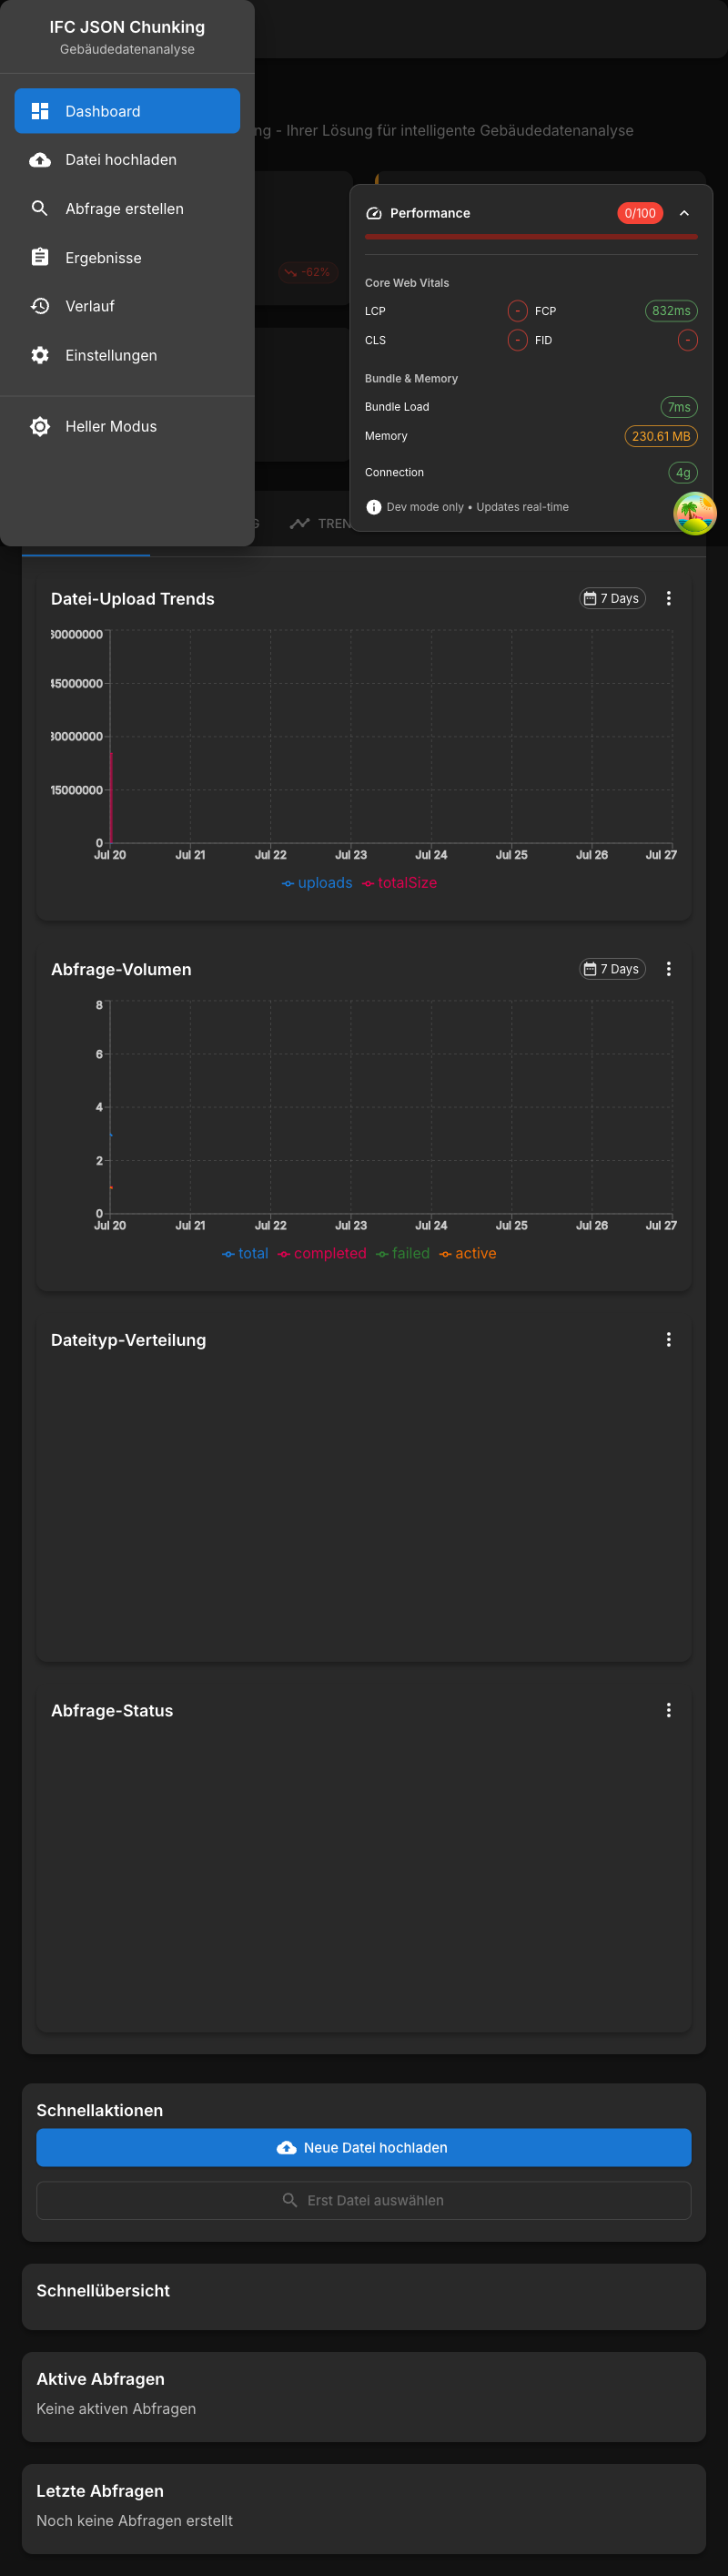 IFC JSON Chunking
Gebäudedatenanalyse
Dashboard
Datei hochladen
Abfrage erstellen
Ergebnisse
Verlauf
Einstellungen
Heller Modus
ng - Ihrer Lösung für intelligente Gebäudedatenanalyse
-62%
Performance
0/100
Core Web Vitals
LCP - FCP 832ms
CLS - FID -
Bundle & Memory
Bundle Load 7ms
Memory 230.61 MB
Connection 4g
Dev mode only • Updates real-time
G TREN
Datei-Upload Trends 7 Days
60000000
45000000
30000000
15000000
0
Jul 20 Jul 21 Jul 22 Jul 23 Jul 24 Jul 25 Jul 26 Jul 27
uploads totalSize
Abfrage-Volumen 7 Days
8
6
4
2
0
Jul 20 Jul 21 Jul 22 Jul 23 Jul 24 Jul 25 Jul 26 Jul 27
total completed failed active
Dateityp-Verteilung
Abfrage-Status
Schnellaktionen
Neue Datei hochladen
Erst Datei auswählen
Schnellübersicht
Aktive Abfragen
Keine aktiven Abfragen
Letzte Abfragen
Noch keine Abfragen erstellt